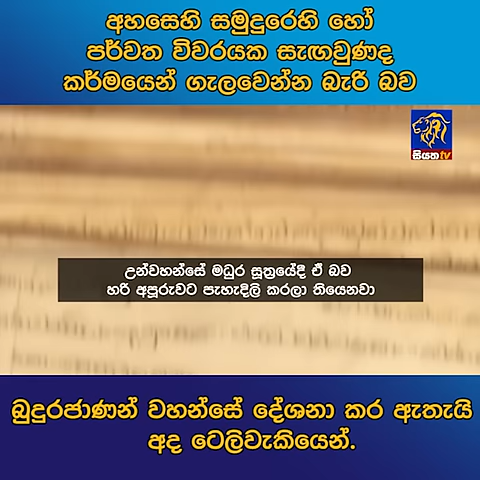 අහසෙහි සමුදුරෙහි හෝ
පර්වත විවරයක සැඟවුණද
කර්මයෙන් ගැලවෙන්න බැරි බව
සියත tv
උන්වහන්සේ මධුර සූත්‍රයේදී ඒ බව
හරි අපූරුවට පැහැදිලි කරලා තියෙනවා
බුදුරජාණන් වහන්සේ දේශනා කර ඇතැයි
අද ටෙලිවැකියෙන්.